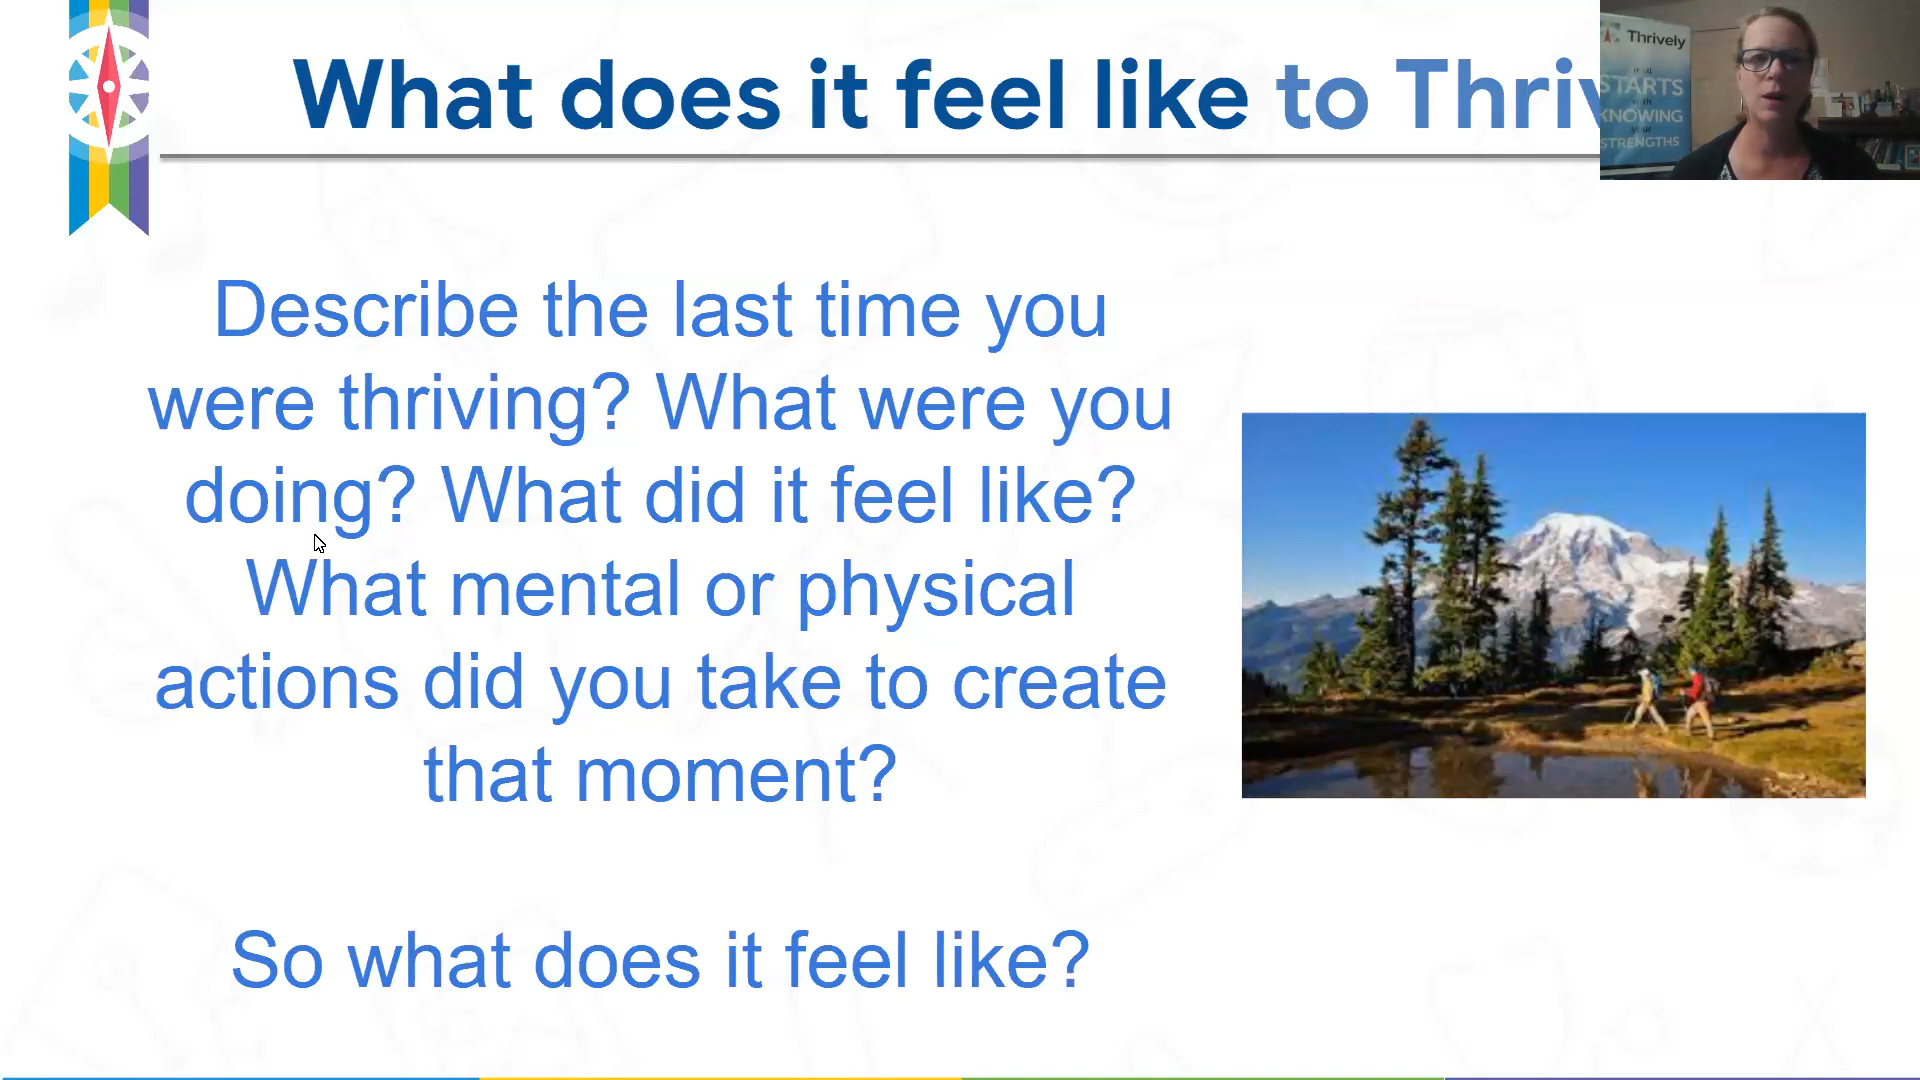 What does it feel like to Thriv
Thrively
STARTS
with
KNOWING
your
STRENGTHS
Describe the last time you
were thriving? What were you
doing? What did it feel like?
What mental or physical
actions did you take to create
that moment?
So what does it feel like?